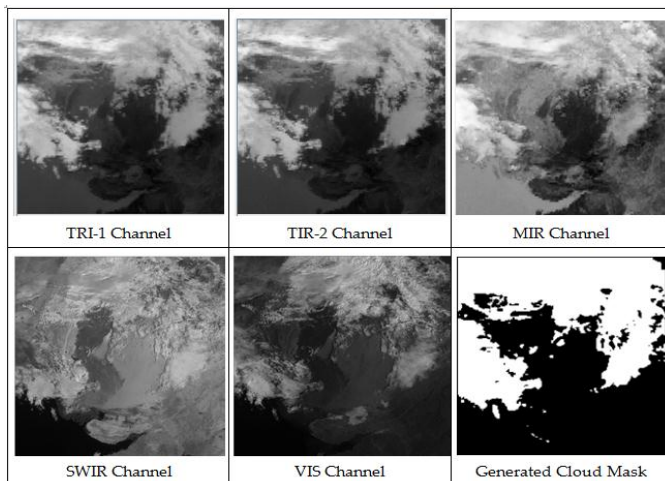 TRI-1 Channel
TIR-2 Channel
MIR Channel
SWIR Channel
VIS Channel
Generated Cloud Mask